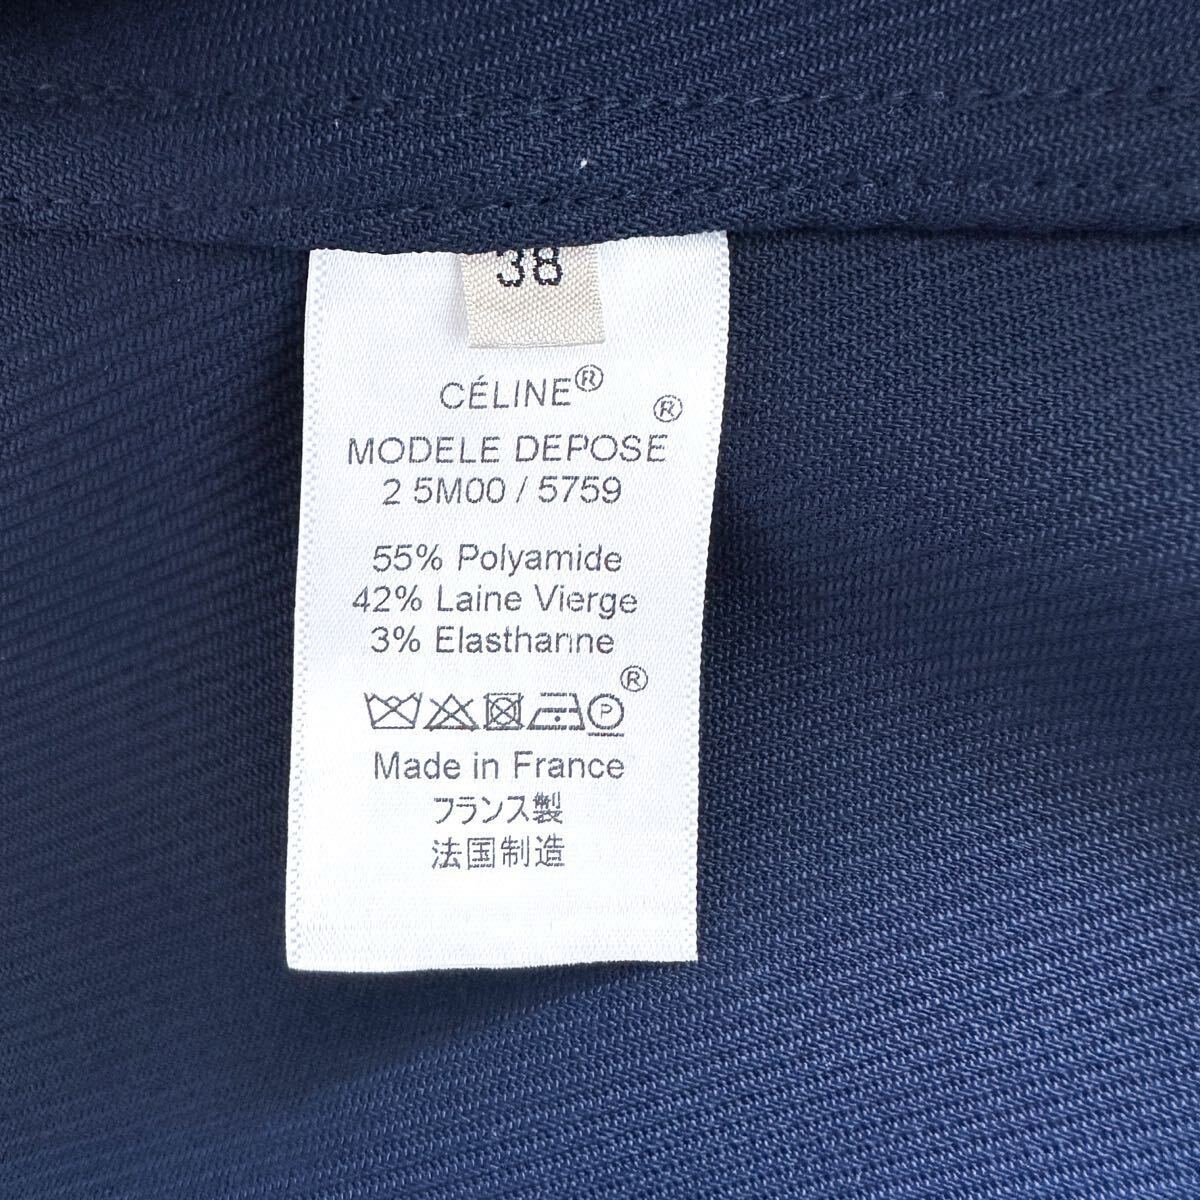 38
CÉLINE®
MODELE DEPOSE®
2 5M00 / 5759
55% Polyamide
42% Laine Vierge
3% Elasthanne
P ®
Made in France
フランス製
法国制造